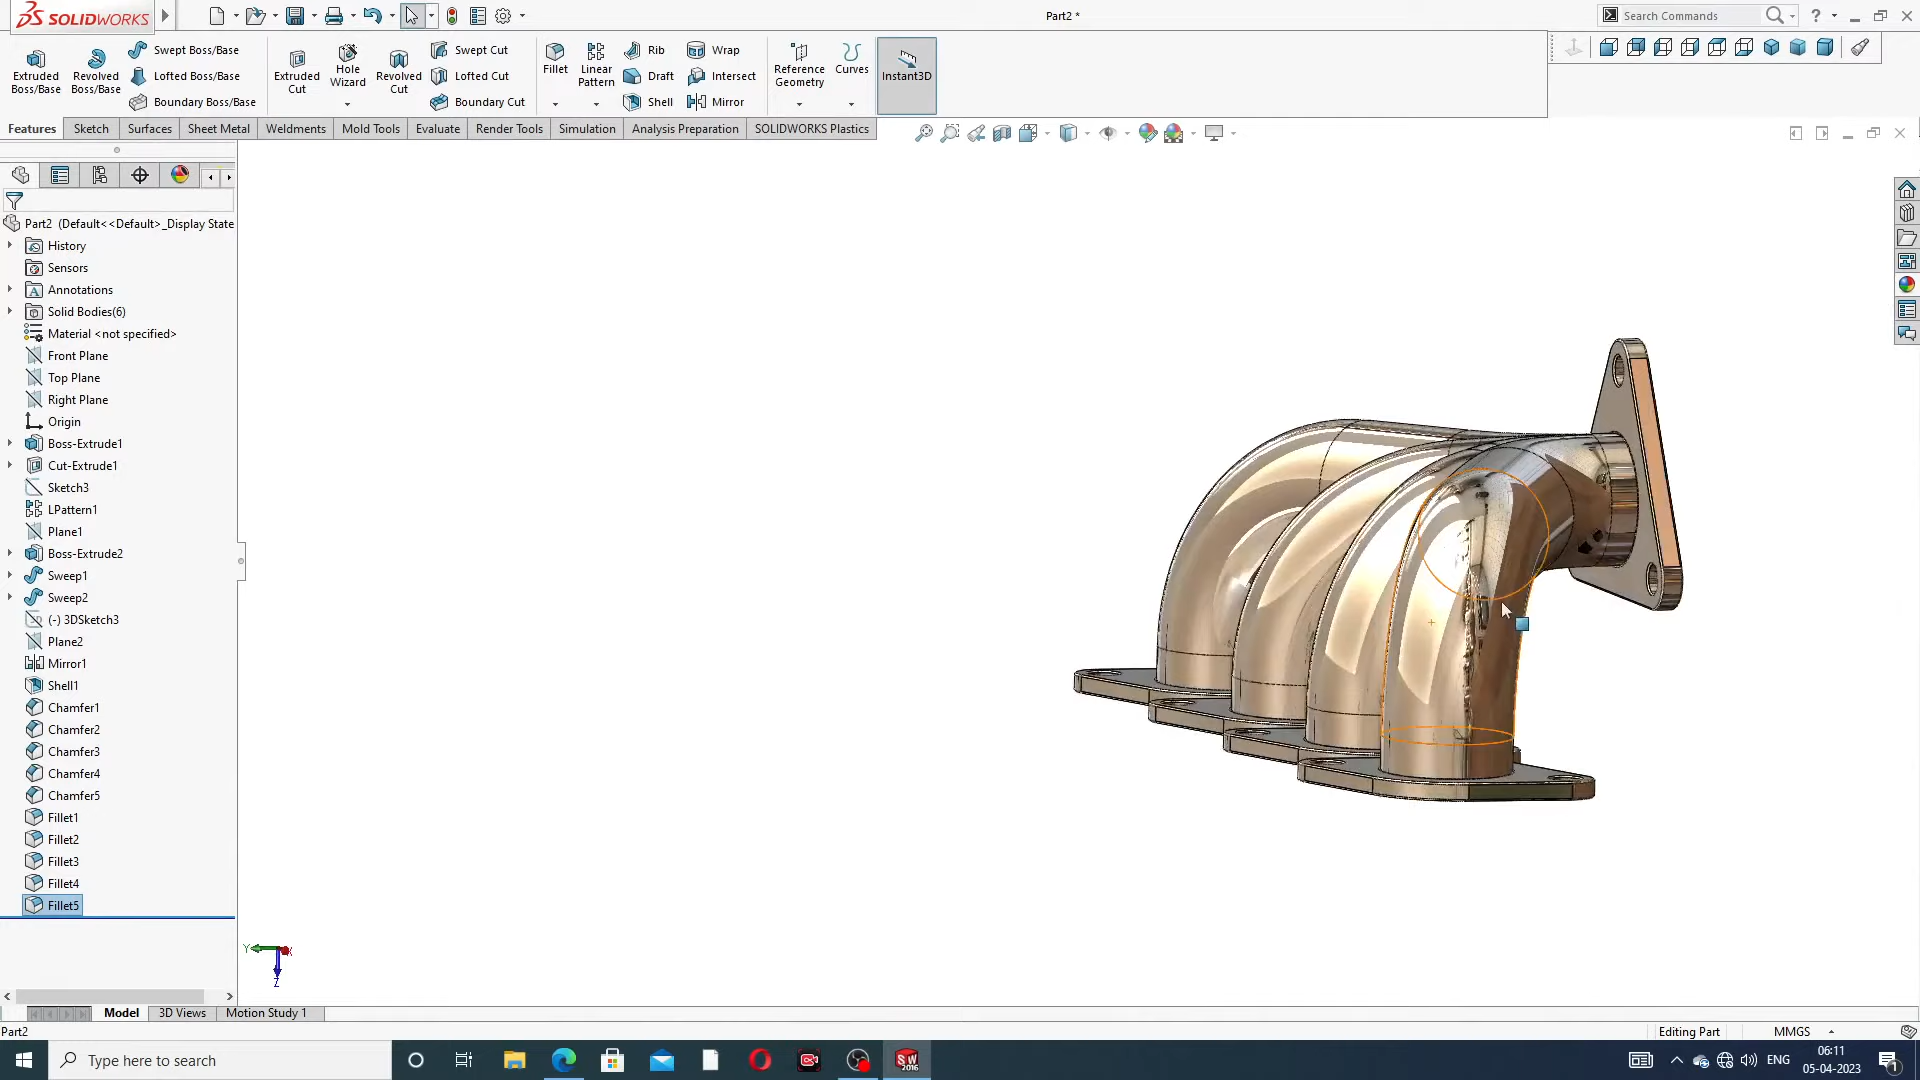 SOLIDWORKS
Part2 *
Search Commands
Extruded Boss/Base
Revolved Boss/Base
Swept Boss/Base
Lofted Boss/Base
Boundary Boss/Base
Extruded Cut
Hole Wizard
Revolved Cut
Swept Cut
Lofted Cut
Boundary Cut
Fillet
Linear Pattern
Rib
Draft
Shell
Wrap
Intersect
Mirror
Reference Geometry
Curves
Instant3D
Features
Sketch
Surfaces
Sheet Metal
Weldments
Mold Tools
Evaluate
Render Tools
Simulation
Analysis Preparation
SOLIDWORKS Plastics
Part2 (Default<<Default>_Display State
History
Sensors
Annotations
Solid Bodies(6)
Material <not specified>
Front Plane
Top Plane
Right Plane
Origin
Boss-Extrude1
Cut-Extrude1
Sketch3
LPattern1
Plane1
Boss-Extrude2
Sweep1
Sweep2
(-) 3DSketch3
Plane2
Mirror1
Shell1
Chamfer1
Chamfer2
Chamfer3
Chamfer4
Chamfer5
Fillet1
Fillet2
Fillet3
Fillet4
Fillet5
Y
X
Z
Model
3D Views
Motion Study 1
Part2
Editing Part
MMGS
Type here to search
SW
2016
ENG
06:11
05-04-2023
1